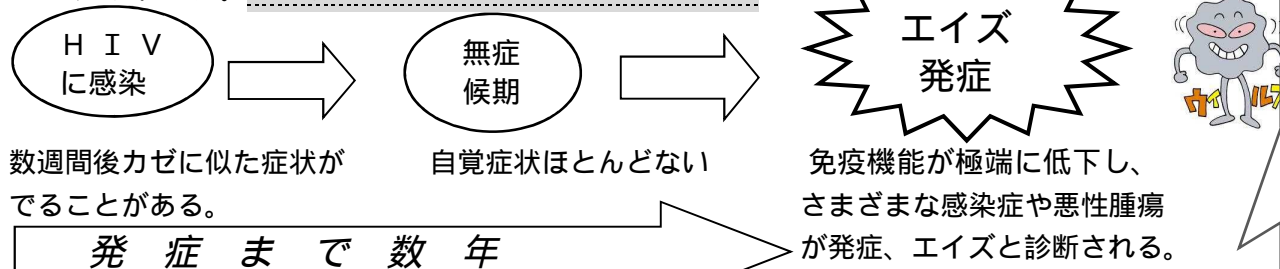 ＨＩＶ
に感染
無症
候期
エイズ
発症
ウィルス
数週間後カゼに似た症状が
でることがある。
自覚症状ほとんどない
免疫機能が極端に低下し、
さまざまな感染症や悪性腫瘍
が発症、エイズと診断される。
発症まで数年